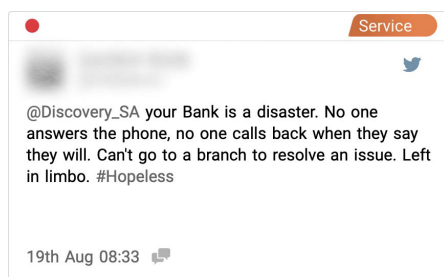 Service
@Discovery_SA your Bank is a disaster. No one
answers the phone, no one calls back when they say
they will. Can't go to a branch to resolve an issue. Left
in limbo. #Hopeless
19th Aug 08:33